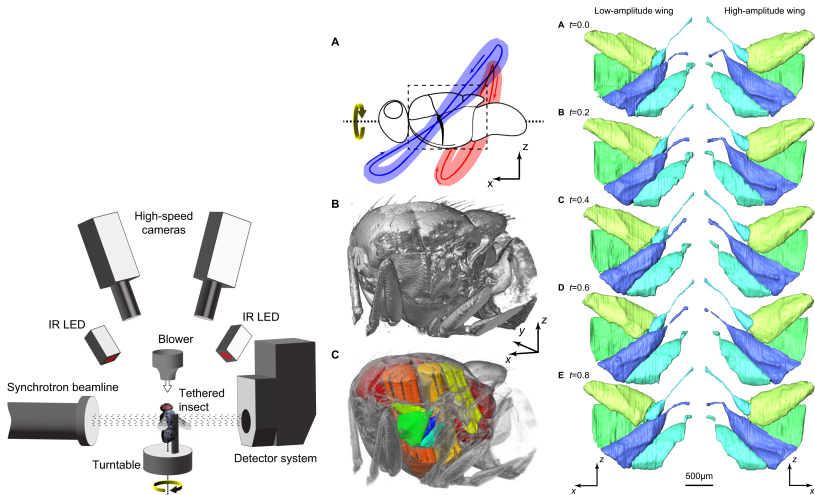 High-speed
cameras
IR LED
IR LED
Blower
Synchrotron beamline
Tethered
insect
Turntable
Detector system
A
z
x
B
z
y
x
C
Low-amplitude wing
High-amplitude wing
A t=0.0
B t=0.2
C t=0.4
D t=0.6
E t=0.8
z
x
500µm
z
x